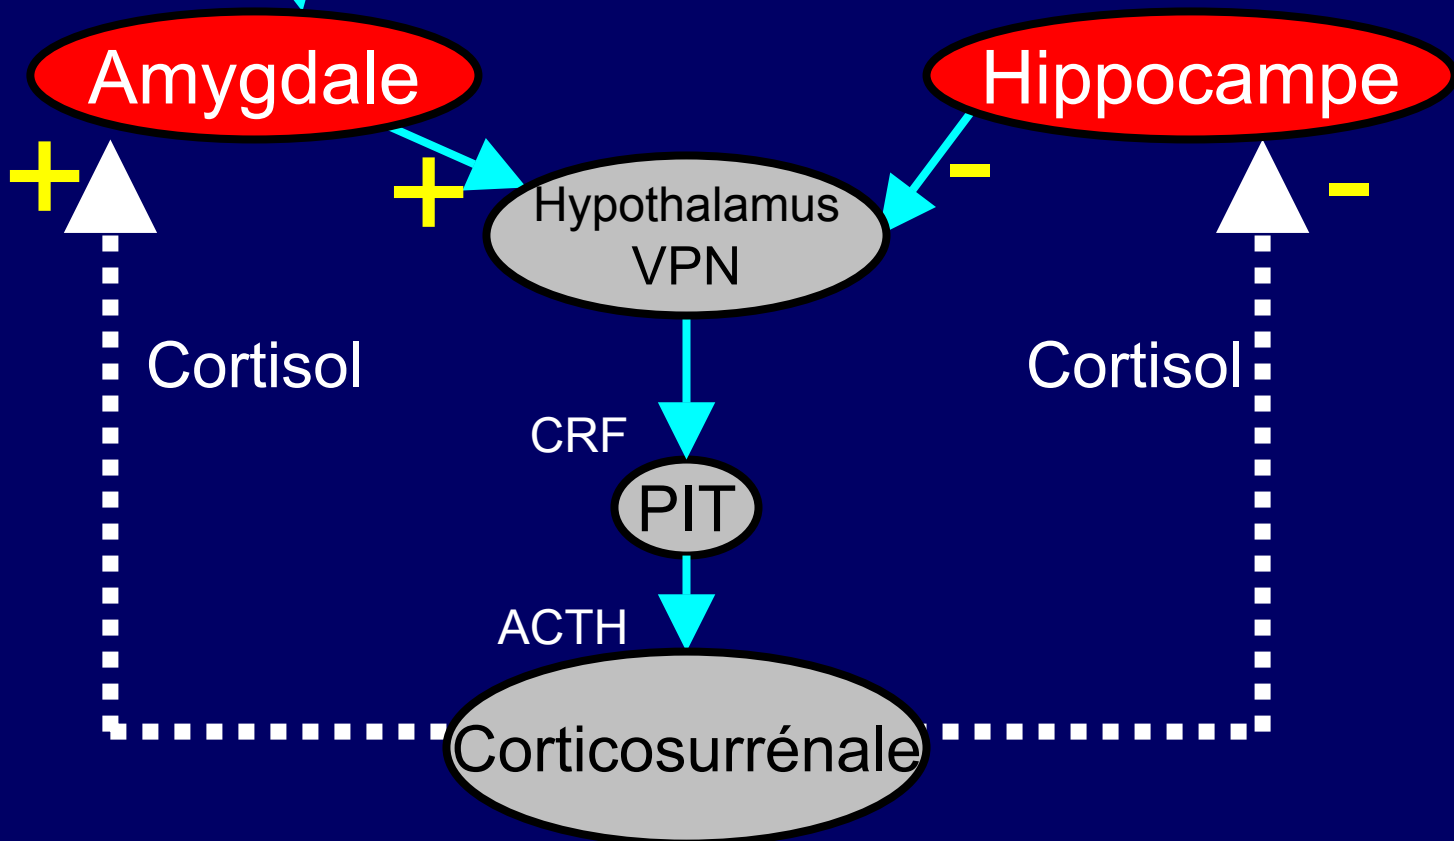 Amygdale
Hippocampe
+
+
-
-
Hypothalamus
VPN
Cortisol
Cortisol
CRF
PIT
ACTH
Corticosurrénale